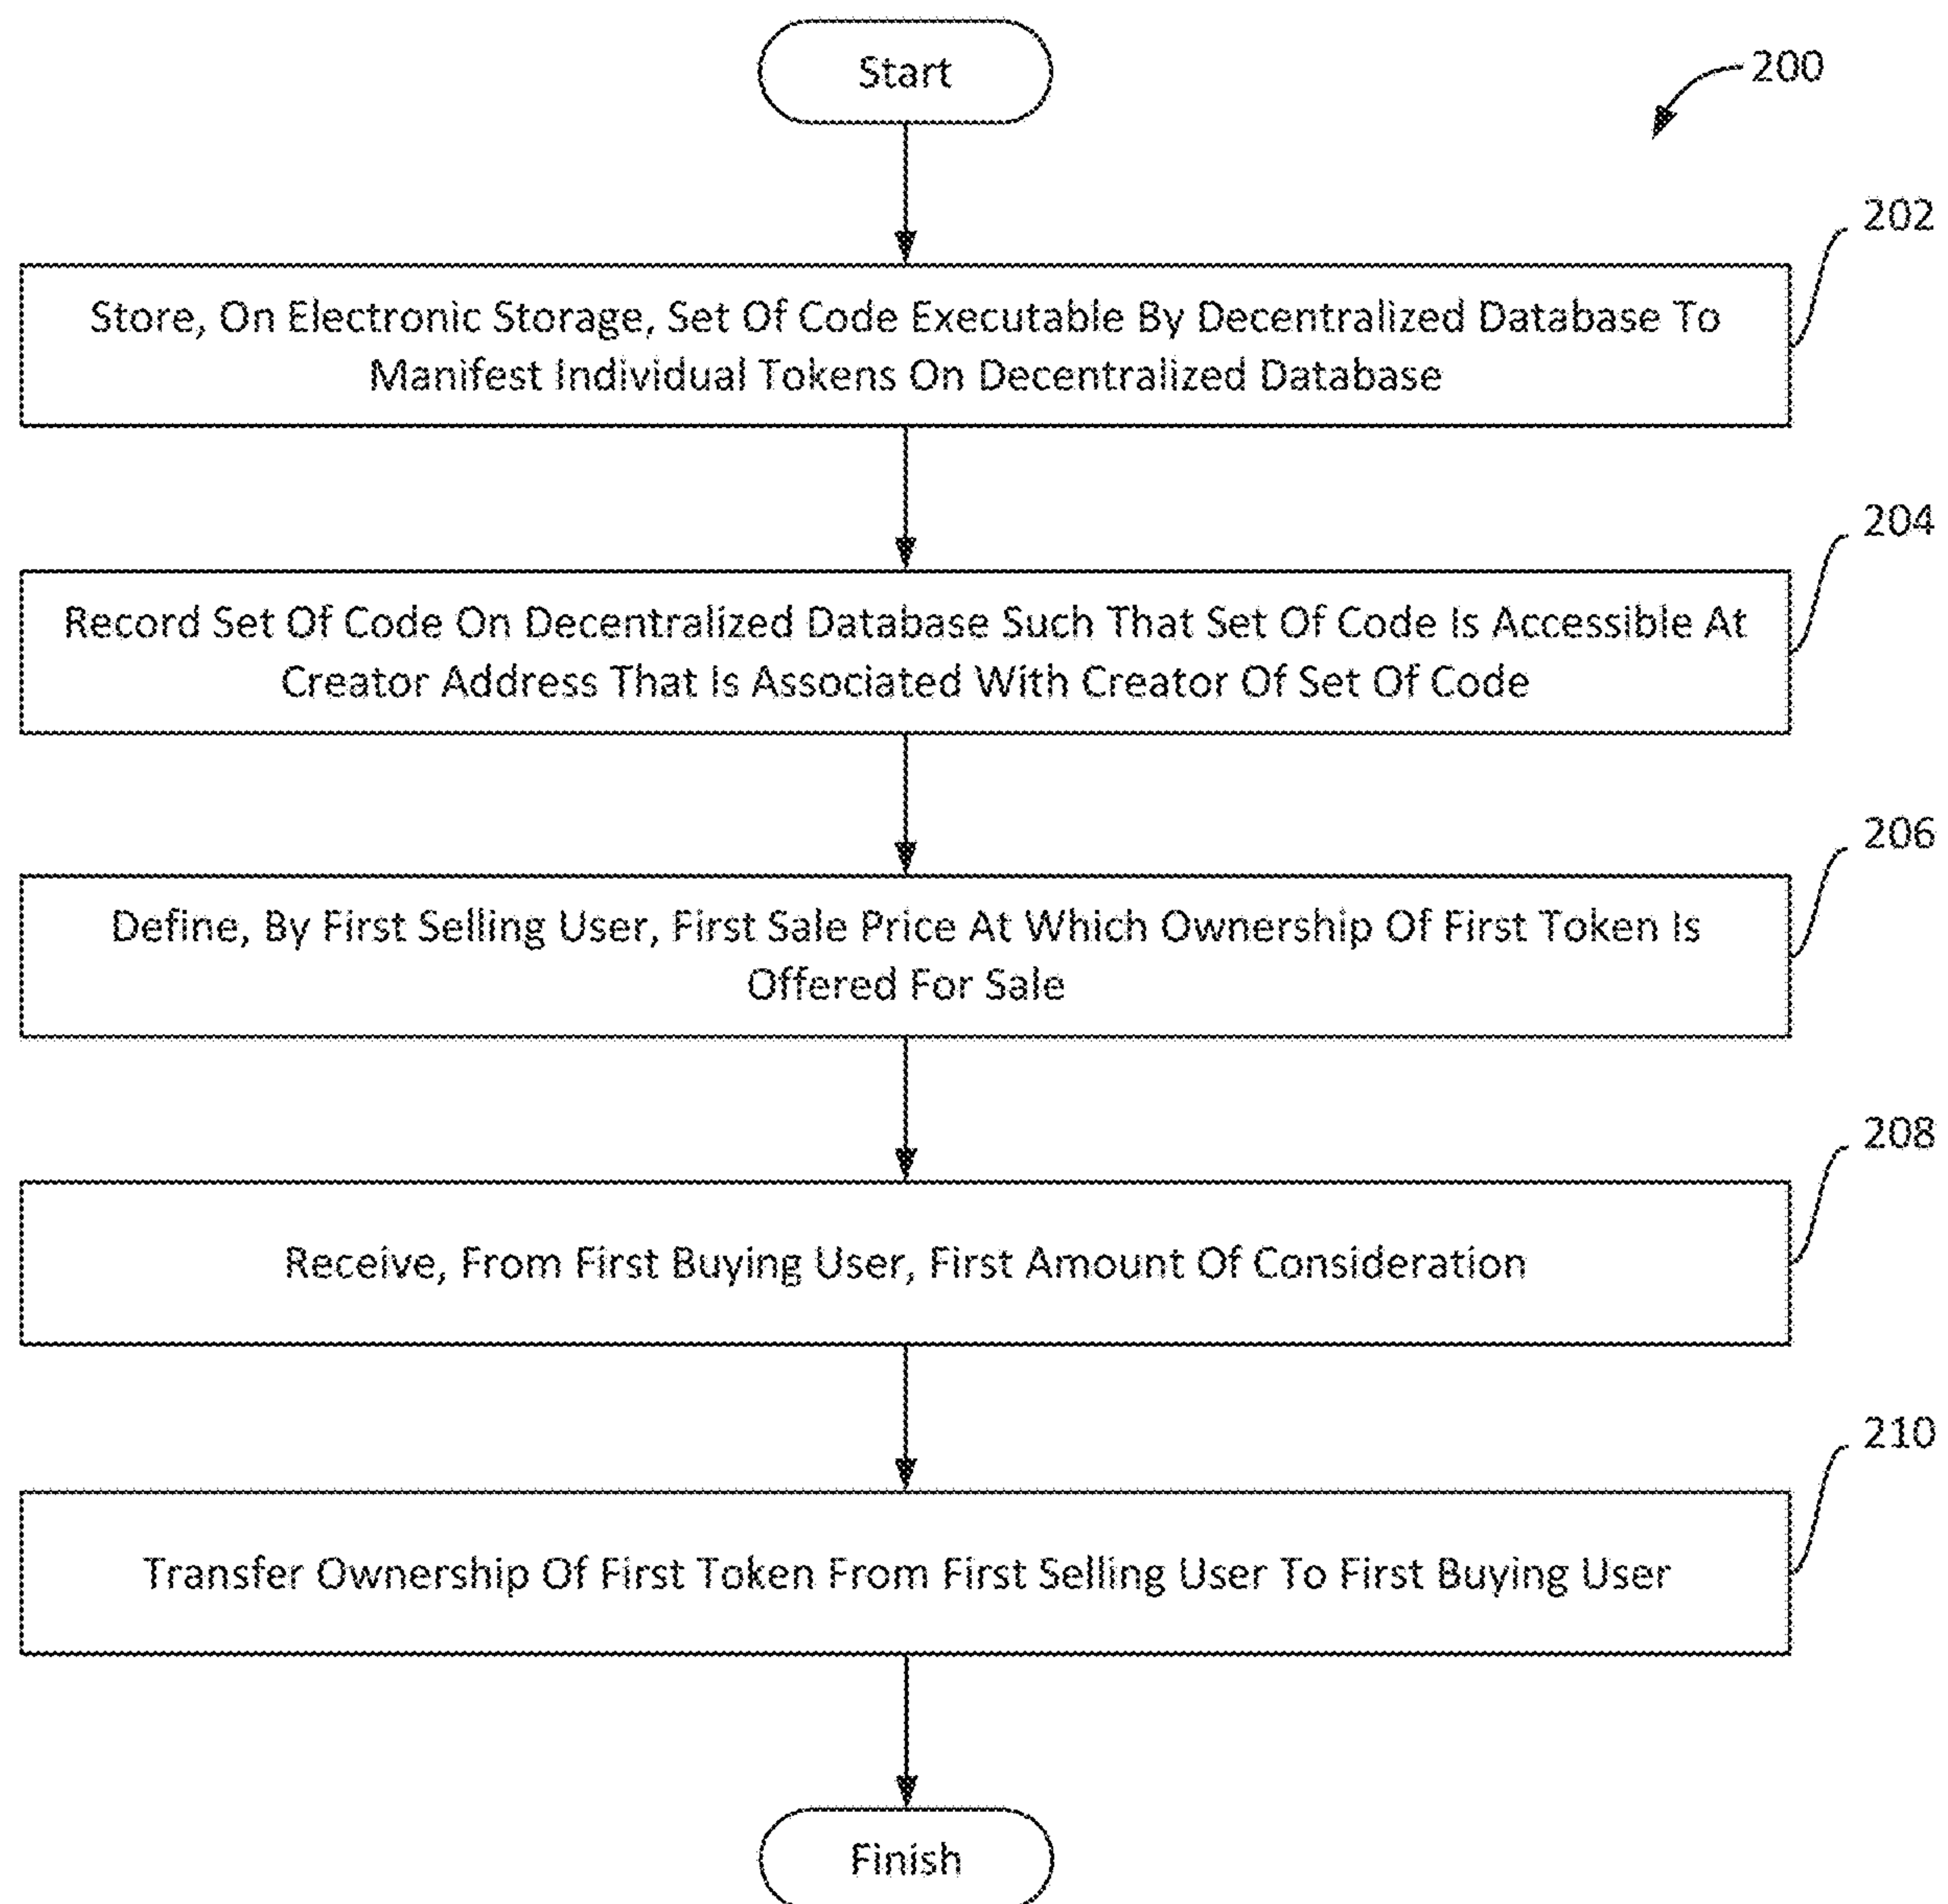 Start
200
202
Store, On Electronic Storage, Set Of Code Executable By Decentralized Database To
Manifest Individual Tokens On Decentralized Database
204
Record Set Of Code On Decentralized Database Such That Set Of Code Is Accessible At
Creator Address That Is Associated With Creator Of Set Of Code
206
Define, By First Selling User, First Sale Price At Which Ownership Of First Token Is
Offered For Sale
208
Receive, From First Buying User, First Amount Of Consideration
210
Transfer Ownership Of First Token From First Selling User To First Buying User
Finish